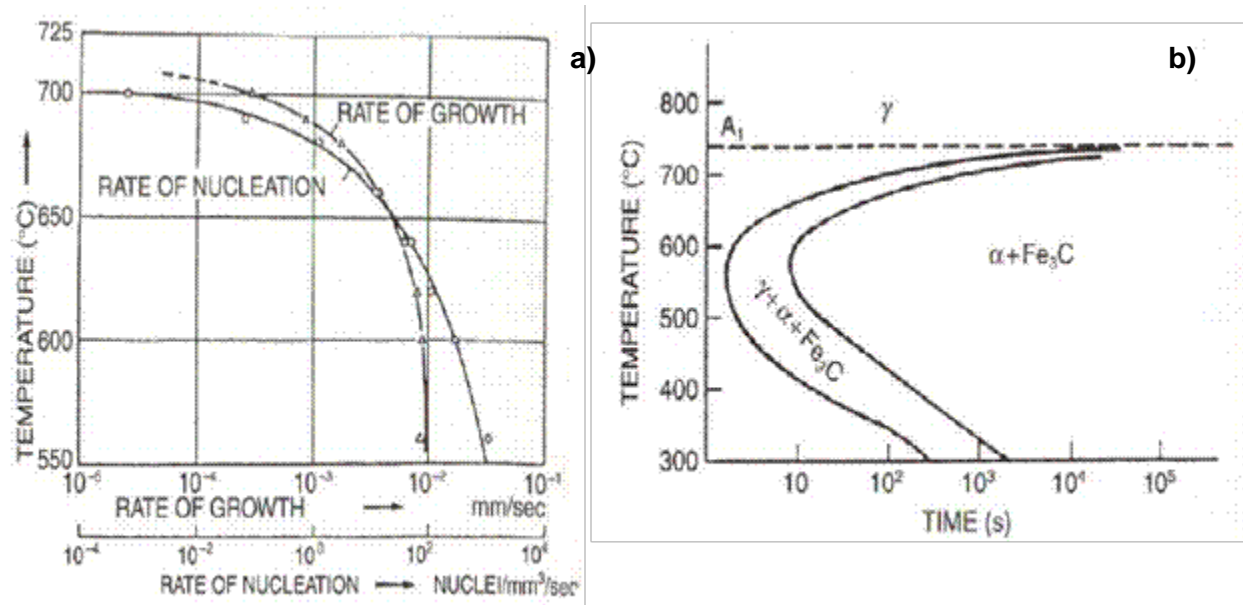 a)
725
700
650
600
550
TEMPERATURE (°C)
RATE OF GROWTH
RATE OF NUCLEATION
10⁻⁵ 10⁻⁴ 10⁻³ 10⁻² 10⁻¹
RATE OF GROWTH mm/sec
10⁻⁴ 10⁻² 10⁰ 10² 10⁴
RATE OF NUCLEATION NUCLEI/mm³/sec
b)
800
700
600
500
400
300
TEMPERATURE (°C)
γ
A₁
α+Fe₃C
γ+α+Fe₃C
10 10² 10³ 10⁴ 10⁵
TIME (s)